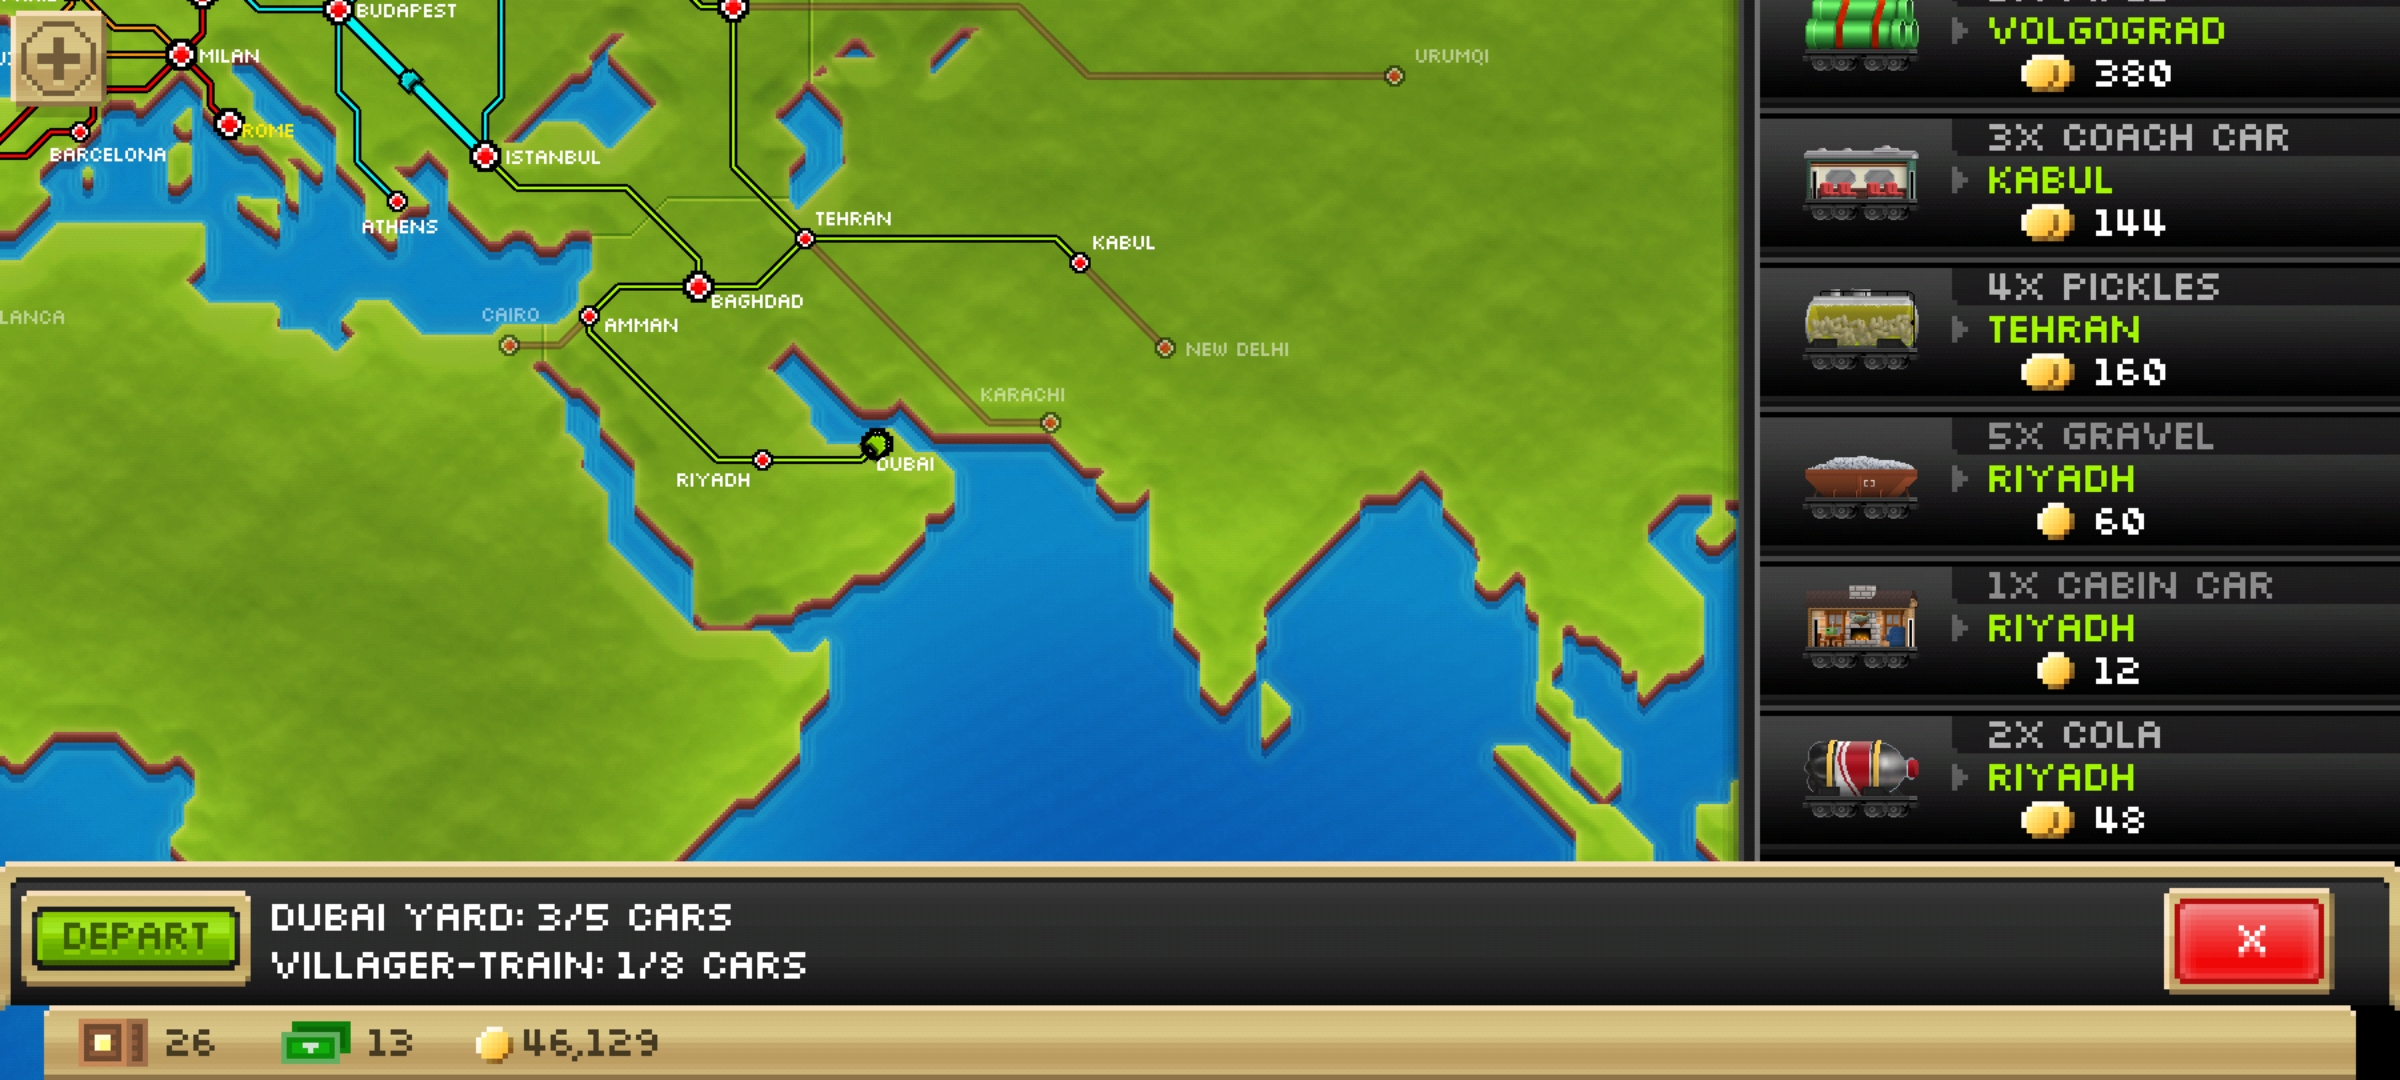 BUDAPEST
MILAN
ROME
BARCELONA
ISTANBUL
ATHENS
URUMQI
TEHRAN
KABUL
BAGHDAD
CAIRO
AMMAN
LANCA
NEW DELHI
KARACHI
RIYADH
DUBAI
VOLGOGRAD
380
3X COACH CAR
KABUL
144
4X PICKLES
TEHRAN
160
5X GRAVEL
RIYADH
60
1X CABIN CAR
RIYADH
12
2X COLA
RIYADH
48
DEPART
DUBAI YARD: 3/5 CARS
VILLAGER-TRAIN: 1/8 CARS
X
26
13
46,129